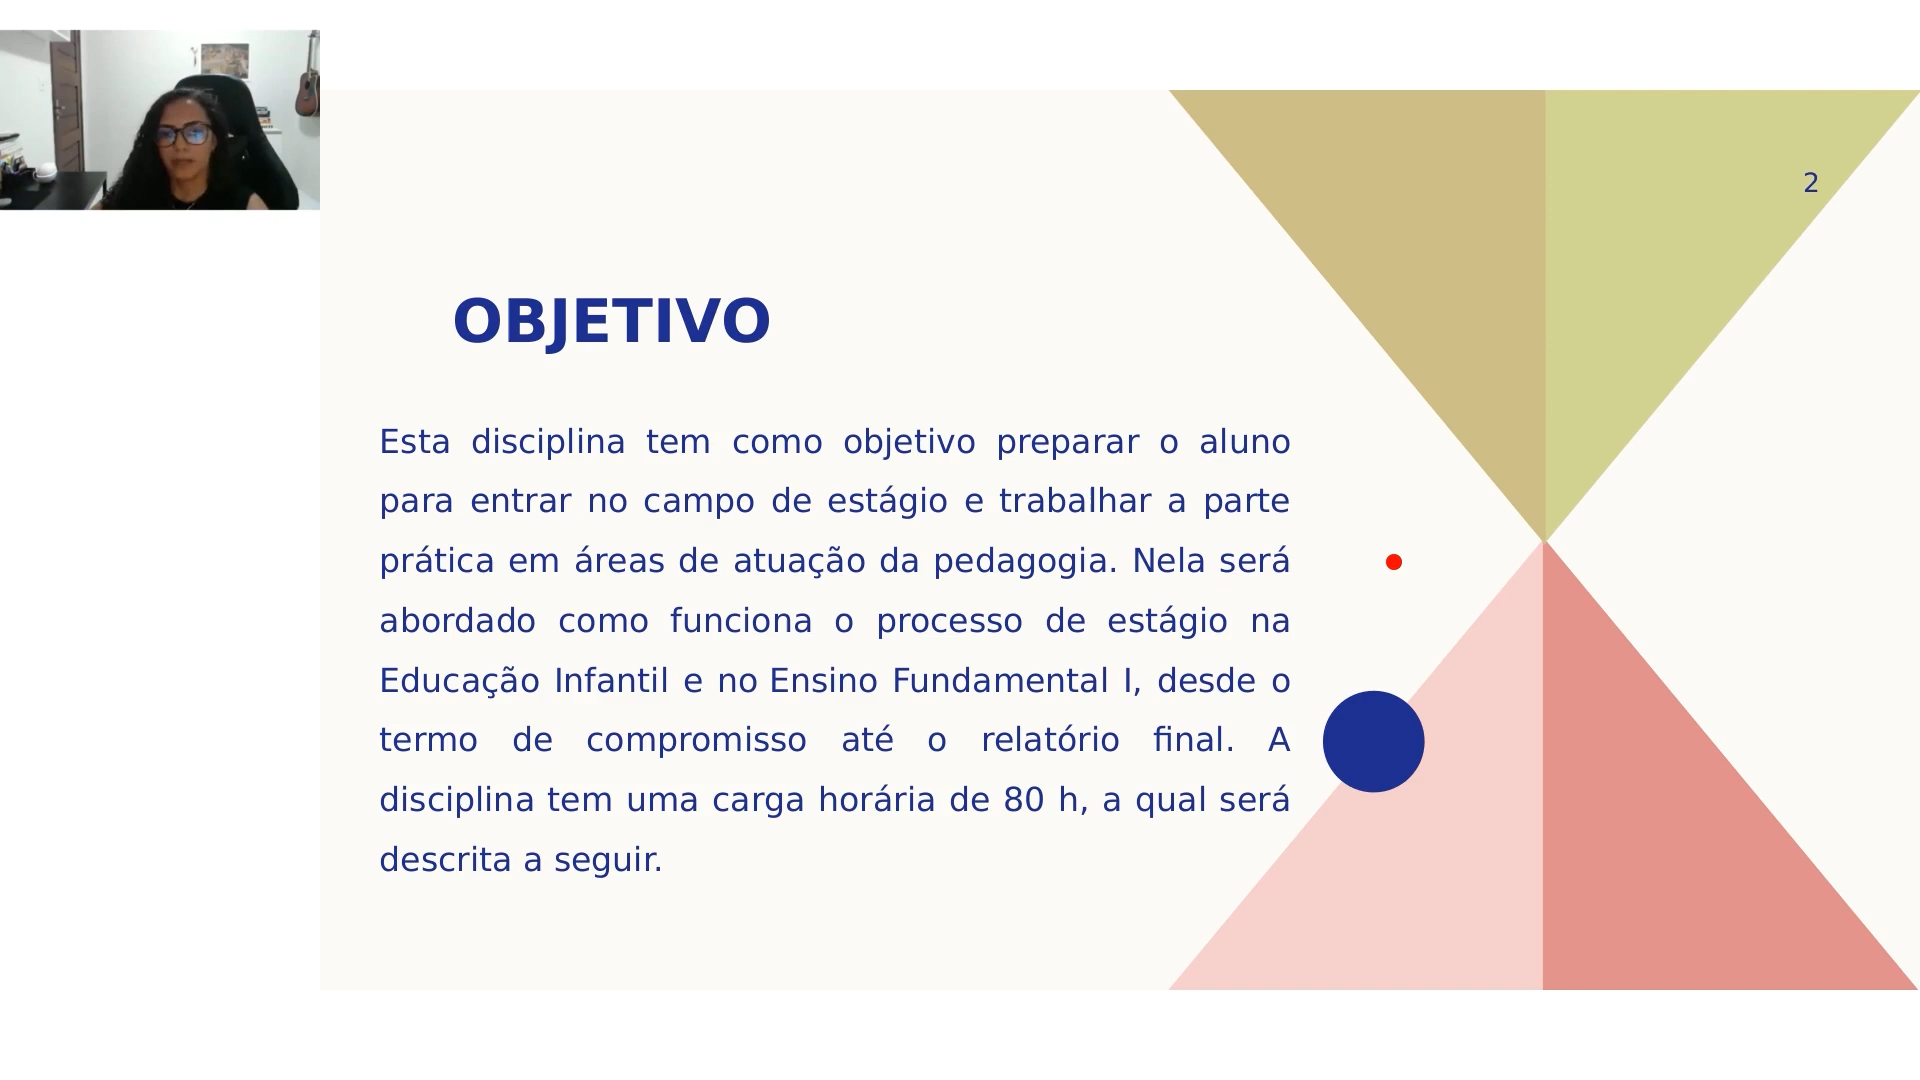 2
OBJETIVO
Esta disciplina tem como objetivo preparar o aluno
para entrar no campo de estágio e trabalhar a parte
prática em áreas de atuação da pedagogia. Nela será
abordado como funciona o processo de estágio na
Educação Infantil e no Ensino Fundamental I, desde o
termo de compromisso até o relatório final. A
disciplina tem uma carga horária de 80 h, a qual será
descrita a seguir.